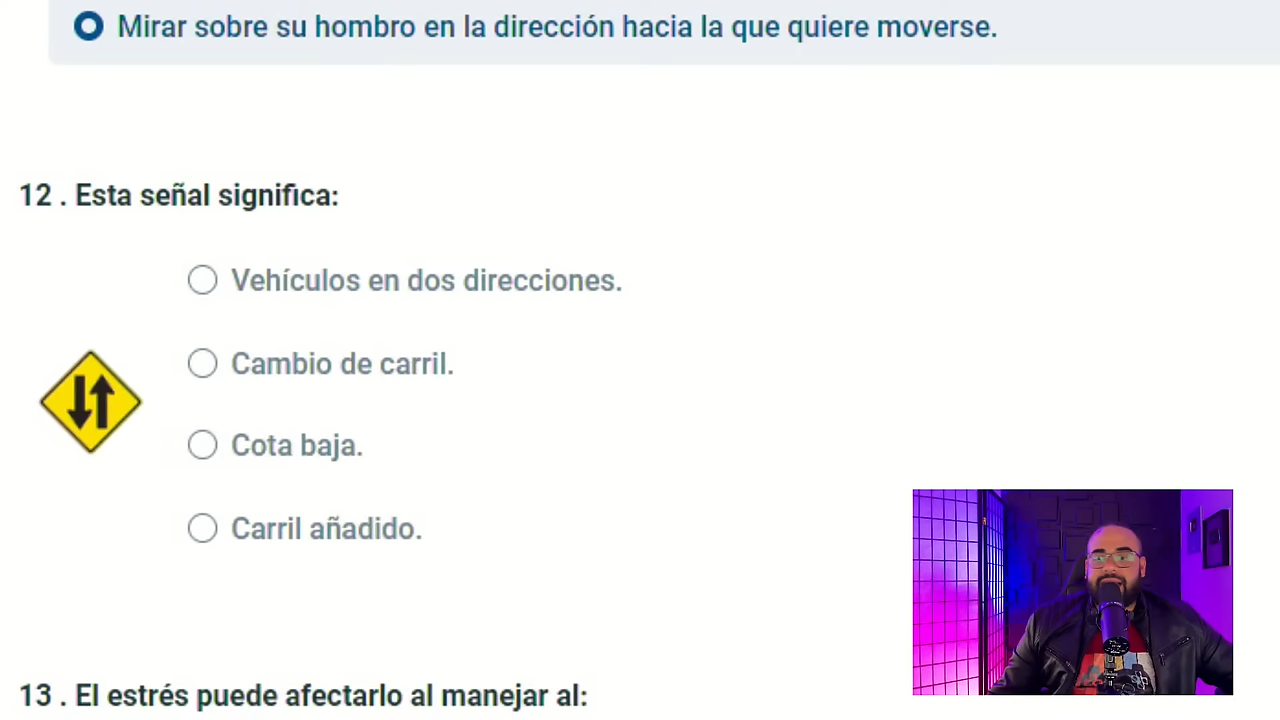 Mirar sobre su hombro en la dirección hacia la que quiere moverse.
12 . Esta señal significa:
Vehículos en dos direcciones.
Cambio de carril.
Cota baja.
Carril añadido.
13 . El estrés puede afectarlo al manejar al: